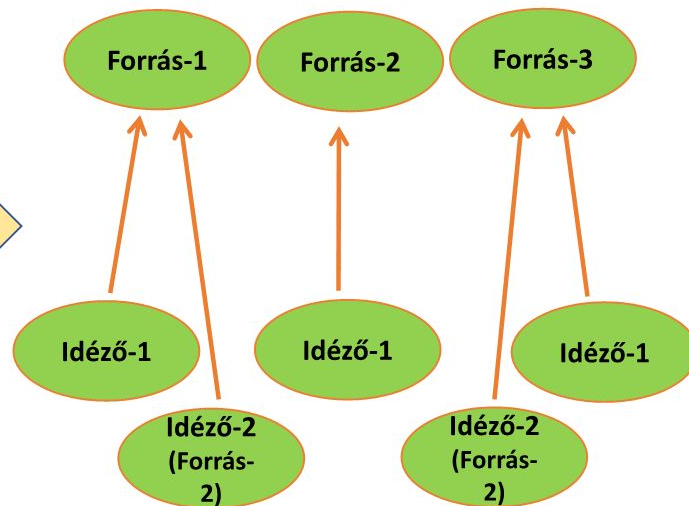 Forrás-1
Forrás-2
Forrás-3
Idéző-1
Idéző-1
Idéző-1
Idéző-2
(Forrás-
2)
Idéző-2
(Forrás-
2)